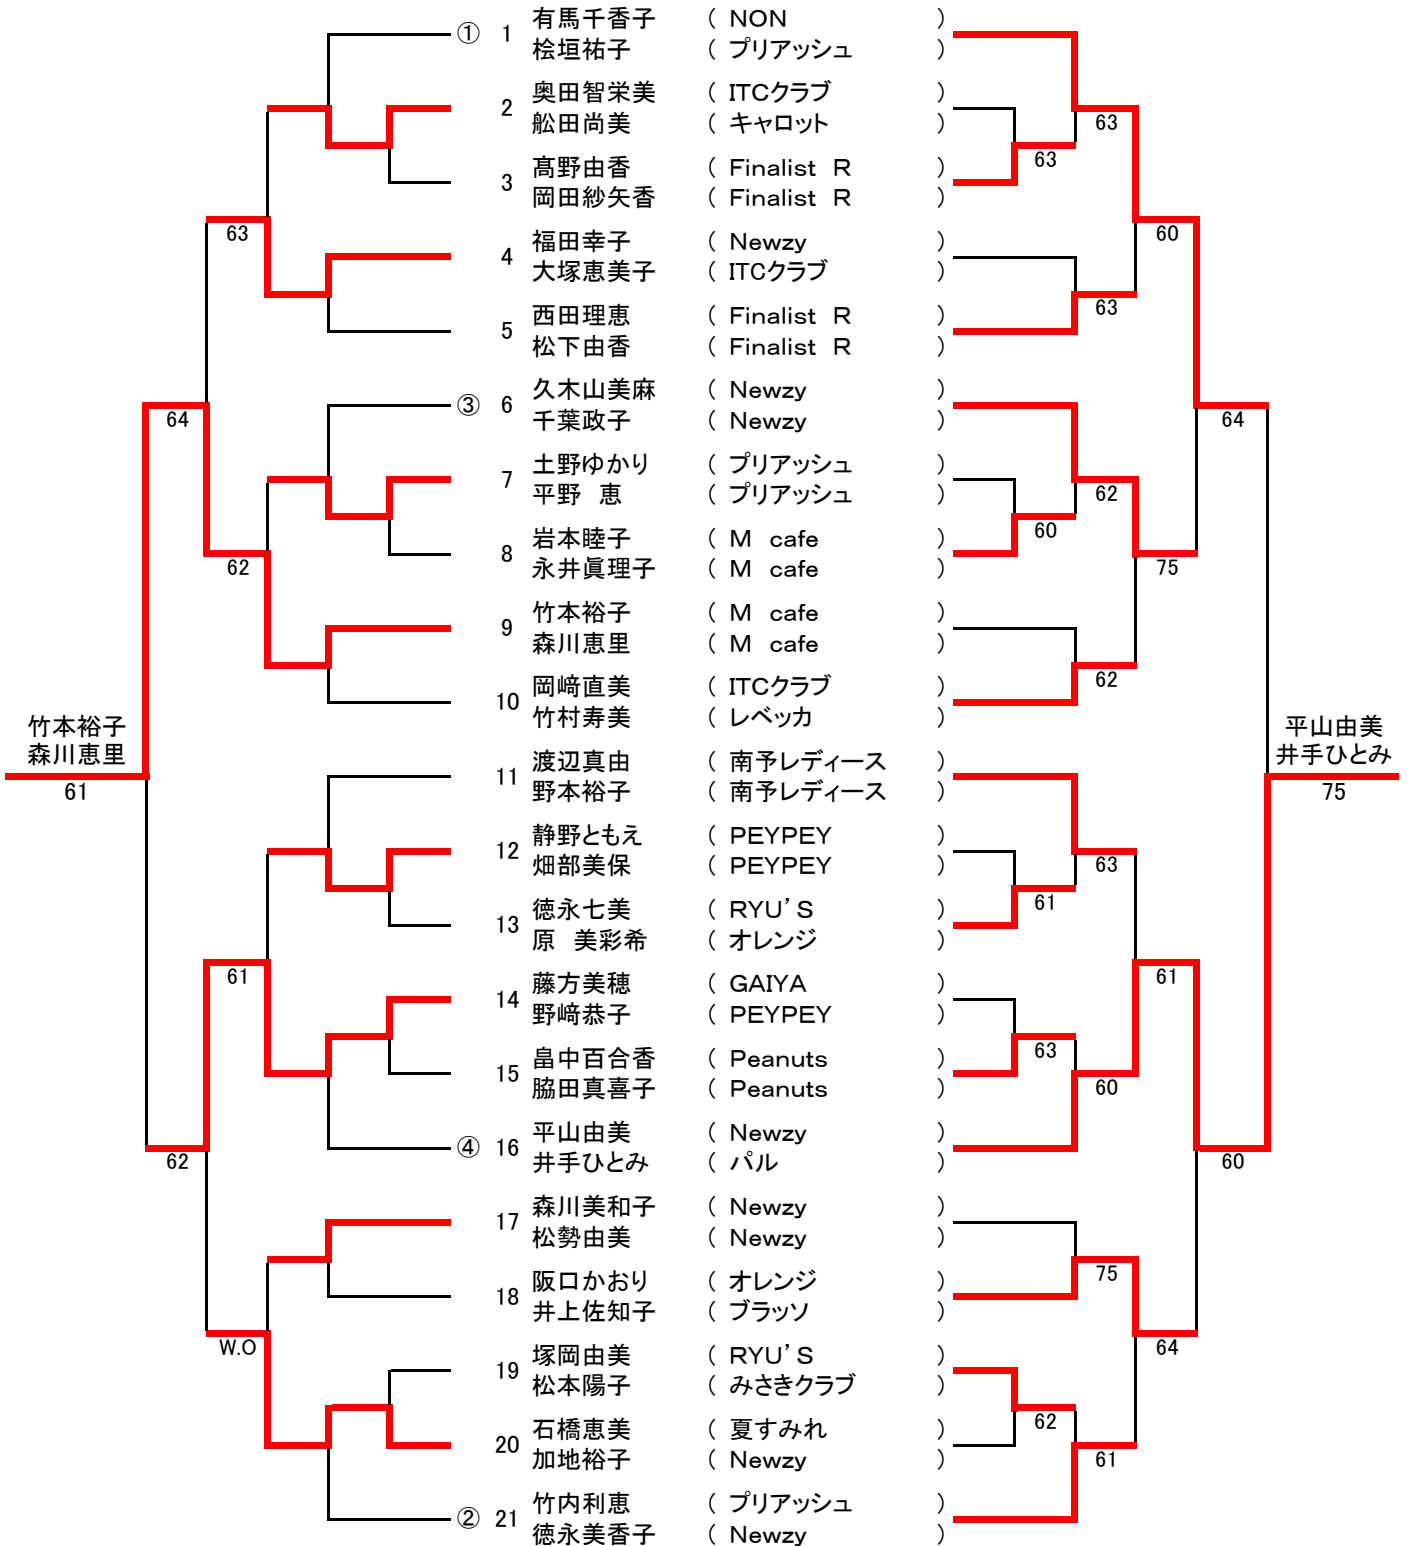 ① 1 有馬千香子 ( NON )
桧垣祐子 ( プリアッシュ )
2 奥田智栄美 ( ITCクラブ )
舩田尚美 ( キャロット )
63
3 髙野由香 ( Finalist R )
岡田紗矢香 ( Finalist R )
63
63
4 福田幸子 ( Newzy )
大塚恵美子 ( ITCクラブ )
60
5 西田理恵 ( Finalist R )
松下由香 ( Finalist R )
63
③ 6 久木山美麻 ( Newzy )
千葉政子 ( Newzy )
64
64
7 土野ゆかり ( プリアッシュ )
平野 恵 ( プリアッシュ )
62
8 岩本睦子 ( M cafe )
永井眞理子 ( M cafe )
60
62
75
9 竹本裕子 ( M cafe )
森川恵里 ( M cafe )
10 岡﨑直美 ( ITCクラブ )
竹村寿美 ( レベッカ )
62
竹本裕子
森川恵里
61
平山由美
井手ひとみ
75
11 渡辺真由 ( 南予レディース )
野本裕子 ( 南予レディース )
12 静野ともえ ( PEYPEY )
畑部美保 ( PEYPEY )
63
13 徳永七美 ( RYU'S )
原 美彩希 ( オレンジ )
61
61
61
14 藤方美穂 ( GAIYA )
野﨑恭子 ( PEYPEY )
63
15 畠中百合香 ( Peanuts )
脇田真喜子 ( Peanuts )
60
④ 16 平山由美 ( Newzy )
井手ひとみ ( パル )
62
60
17 森川美和子 ( Newzy )
松勢由美 ( Newzy )
75
18 阪口かおり ( オレンジ )
井上佐知子 ( ブラッソ )
W.O
64
19 塚岡由美 ( RYU'S )
松本陽子 ( みさきクラブ )
62
20 石橋恵美 ( 夏すみれ )
加地裕子 ( Newzy )
61
② 21 竹内利恵 ( プリアッシュ )
徳永美香子 ( Newzy )